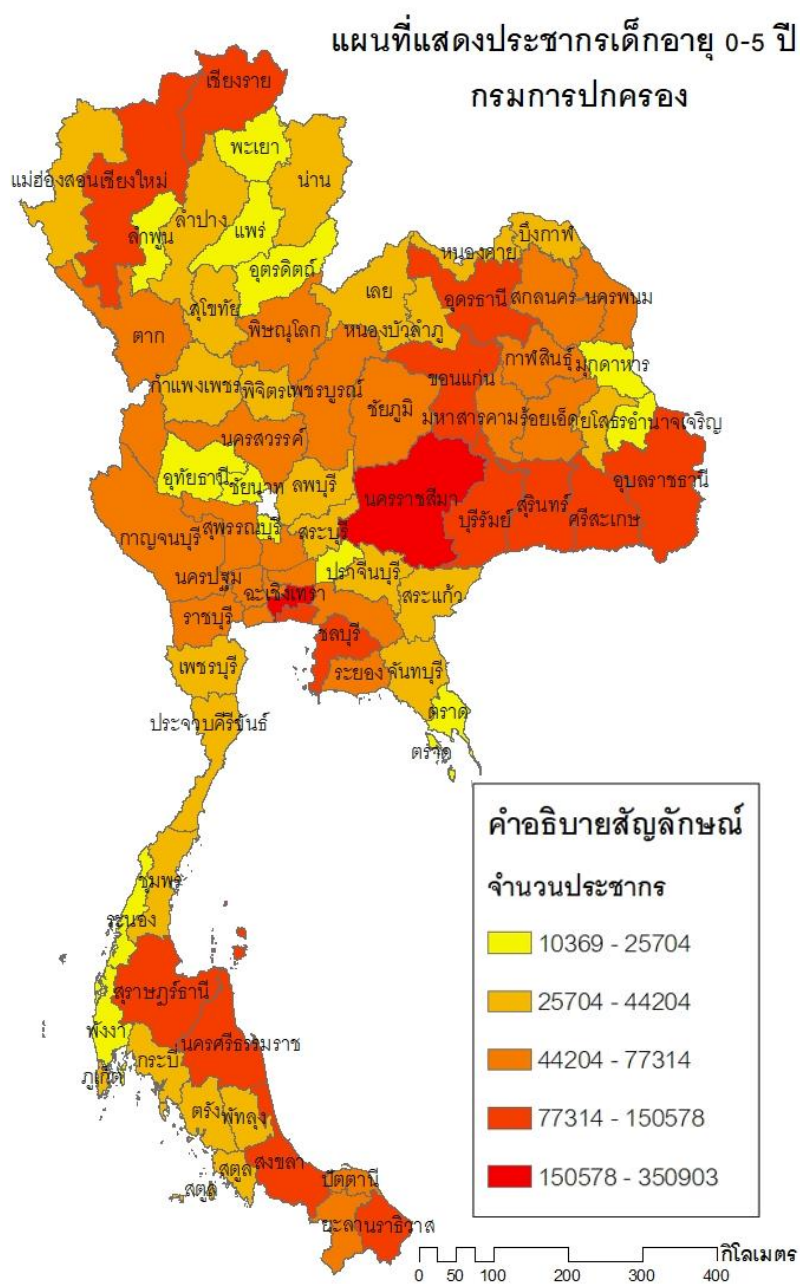 แผนที่แสดงประชากรเด็กอายุ 0-5 ปี
กรมการปกครอง
เชียงราย
พะเยา
น่าน
แม่ฮ่องสอน
เชียงใหม่
ลำปาง
ลำพูน
แพร่
อุตรดิตถ์
บึงกาฬ
หนองคาย
เลย
อุดรธานี
สกลนคร
นครพนม
สุโขทัย
ตาก
พิษณุโลก
หนองบัวลำภู
กาฬสินธุ์
มุกดาหาร
ขอนแก่น
กำแพงเพชร
พิจิตร
เพชรบูรณ์
ชัยภูมิ
มหาสารคาม
ร้อยเอ็ด
ยโสธร
อำนาจเจริญ
นครสวรรค์
อุทัยธานี
ชัยนาท
ลพบุรี
นครราชสีมา
บุรีรัมย์
สุรินทร์
ศรีสะเกษ
อุบลราชธานี
กาญจนบุรี
สุพรรณบุรี
สระบุรี
ปราจีนบุรี
นครปฐม
ฉะเชิงเทรา
สระแก้ว
ราชบุรี
ชลบุรี
เพชรบุรี
ระยอง
จันทบุรี
ตราด
ตราด
ประจวบคีรีขันธ์
ชุมพร
ระนอง
สุราษฎร์ธานี
พังงา
นครศรีธรรมราช
กระบี่
ภูเก็ต
ตรัง
พัทลุง
สงขลา
สตูล
สตูล
ปัตตานี
ยะลา
นราธิวาส
คำอธิบายสัญลักษณ์
จำนวนประชากร
10369 - 25704
25704 - 44204
44204 - 77314
77314 - 150578
150578 - 350903
กิโลเมตร
0 50 100 200 300 400